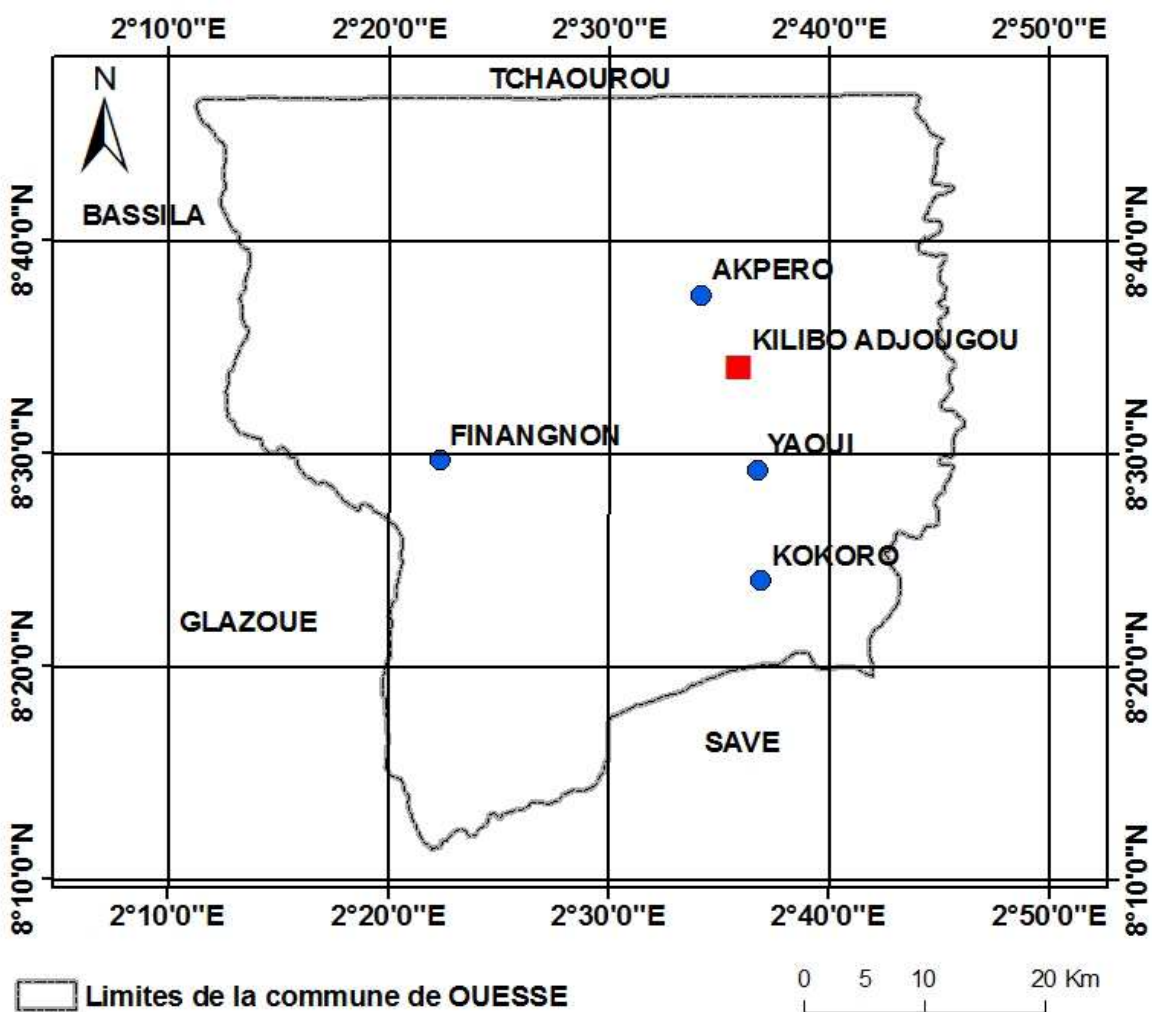 2°10'0"E 2°20'0"E 2°30'0"E 2°40'0"E 2°50'0"E
N
TCHAOUROU
BASSILA
8°40'0"N 8°40'0"N
AKPERO
KILIBO ADJOUGOU
FINANGNON
YAOUI
8°30'0"N 8°30'0"N
KOKORO
GLAZOUE
8°20'0"N 8°20'0"N
SAVE
8°10'0"N 8°10'0"N
2°10'0"E 2°20'0"E 2°30'0"E 2°40'0"E 2°50'0"E
0 5 10 20 Km
Limites de la commune de OUESSE